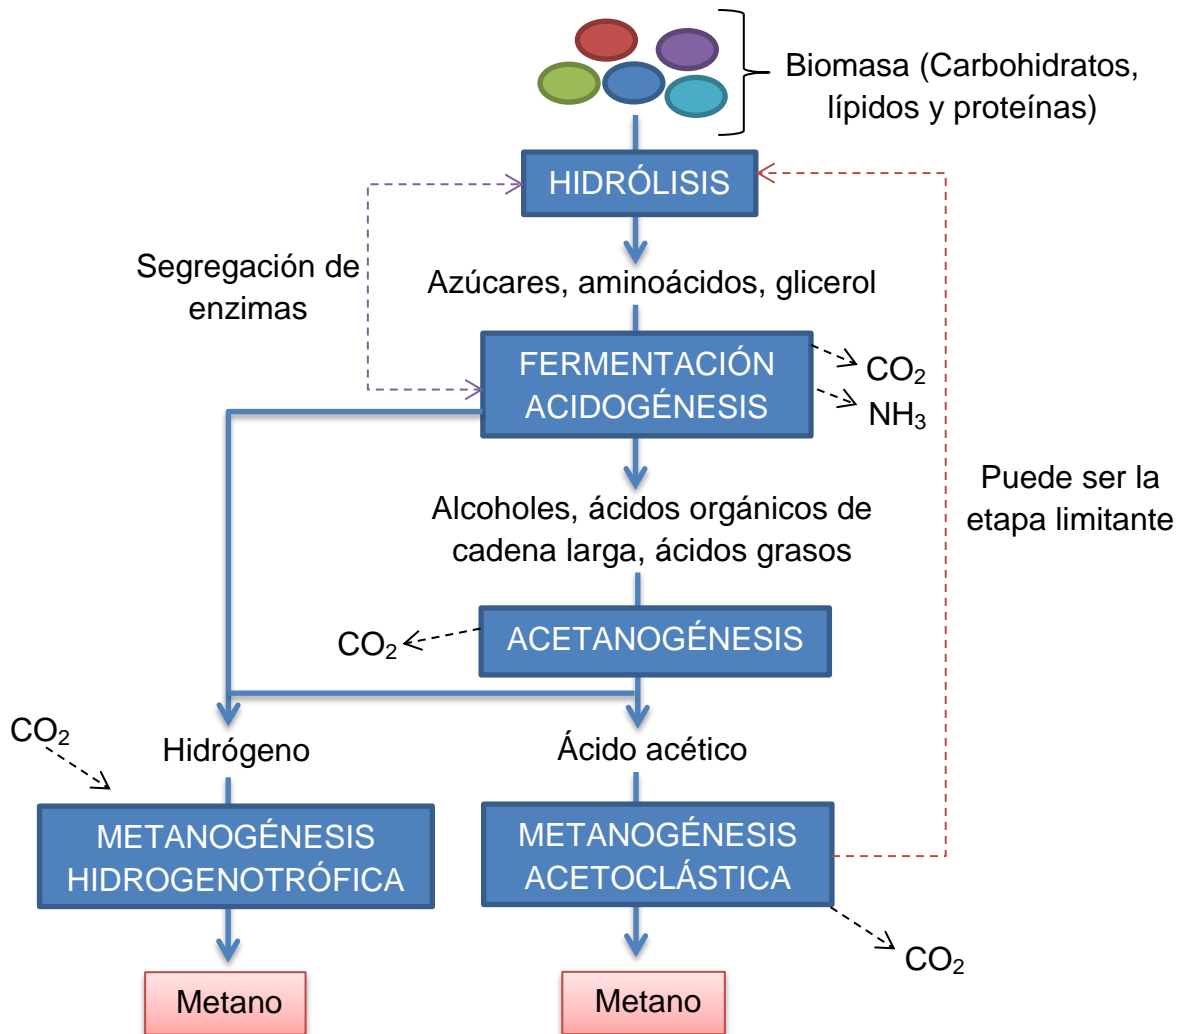 Biomasa (Carbohidratos,
lípidos y proteínas)
HIDRÓLISIS
Segregación de
enzimas
Azúcares, aminoácidos, glicerol
FERMENTACIÓN
ACIDOGÉNESIS
CO₂
NH₃
Puede ser la
etapa limitante
Alcoholes, ácidos orgánicos de
cadena larga, ácidos grasos
ACETANOGÉNESIS
CO₂
CO₂
Hidrógeno
Ácido acético
METANOGÉNESIS
HIDROGENOTRÓFICA
METANOGÉNESIS
ACETOCLÁSTICA
CO₂
Metano
Metano